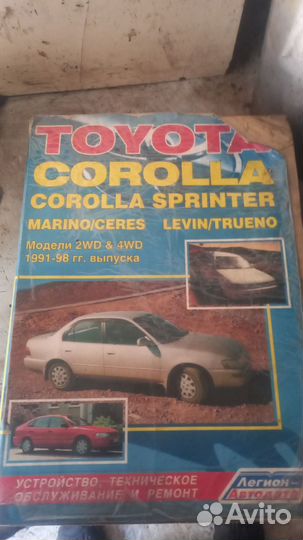 TOYOTA
COROLLA
COROLLA SPRINTER
MARINO/CERES LEVIN/TRUENO
Модели 2WD & 4WD
1991-98 гг. выпуска
УСТРОЙСТВО, ТЕХНИЧЕСКОЕ
ОБСЛУЖИВАНИЕ И РЕМОНТ
Легион-
Автодата
Avito